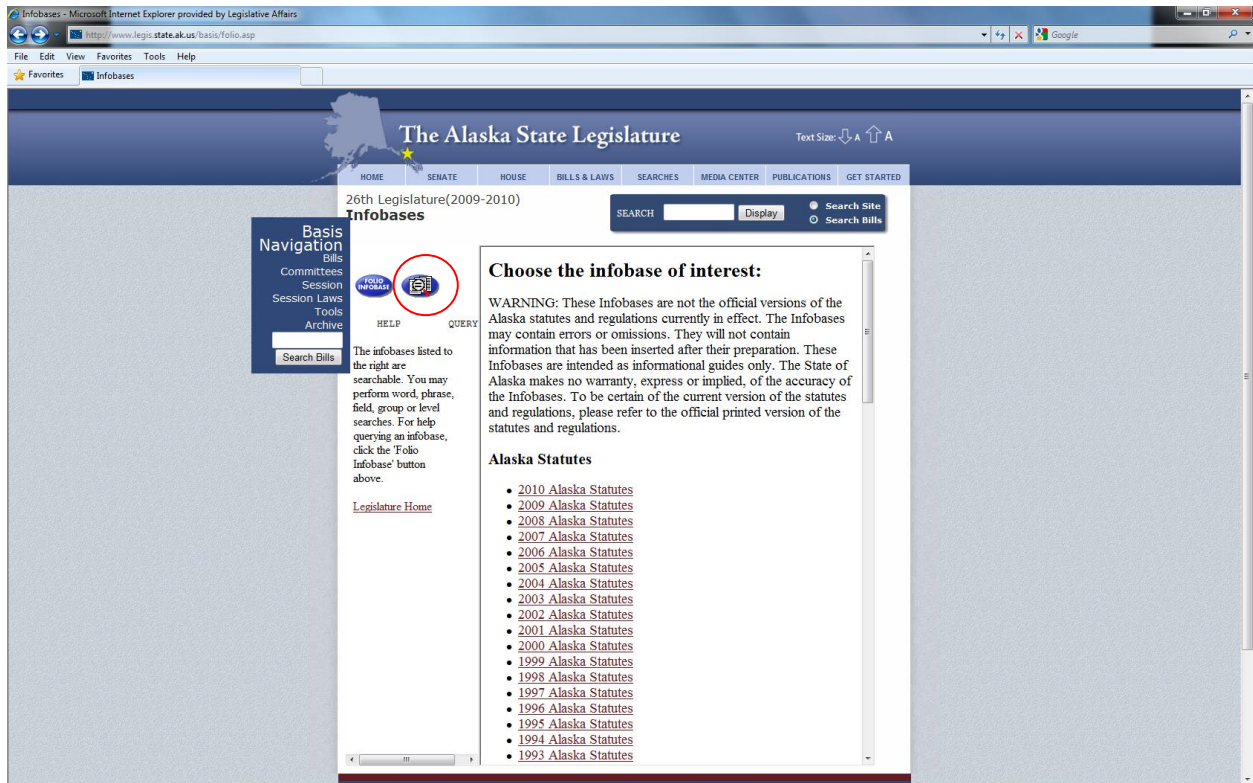 Infobases - Microsoft Internet Explorer provided by Legislative Affairs
http://www.legis.state.ak.us/basis/folio.asp
Google
File Edit View Favorites Tools Help
Favorites Infobases
The Alaska State Legislature
Text Size: A A
HOME SENATE HOUSE BILLS & LAWS SEARCHES MEDIA CENTER PUBLICATIONS GET STARTED
26th Legislature(2009-2010)
Infobases
SEARCH Display Search Site
Search Bills
Basis
Navigation
Bills
Committees
Session
Session Laws
Tools
Archive
Search Bills
FOLIO
INFOBASE
HELP QUERY
The infobases listed to
the right are
searchable. You may
perform word, phrase,
field, group or level
searches. For help
querying an infobase,
click the 'Folio
Infobase' button
above.
Legislature Home
Choose the infobase of interest:
WARNING: These Infobases are not the official versions of the
Alaska statutes and regulations currently in effect. The Infobases
may contain errors or omissions. They will not contain
information that has been inserted after their preparation. These
Infobases are intended as informational guides only. The State of
Alaska makes no warranty, express or implied, of the accuracy of
the Infobases. To be certain of the current version of the statutes
and regulations, please refer to the official printed version of the
statutes and regulations.
Alaska Statutes
• 2010 Alaska Statutes
• 2009 Alaska Statutes
• 2008 Alaska Statutes
• 2007 Alaska Statutes
• 2006 Alaska Statutes
• 2005 Alaska Statutes
• 2004 Alaska Statutes
• 2003 Alaska Statutes
• 2002 Alaska Statutes
• 2001 Alaska Statutes
• 2000 Alaska Statutes
• 1999 Alaska Statutes
• 1998 Alaska Statutes
• 1997 Alaska Statutes
• 1996 Alaska Statutes
• 1995 Alaska Statutes
• 1994 Alaska Statutes
• 1993 Alaska Statutes